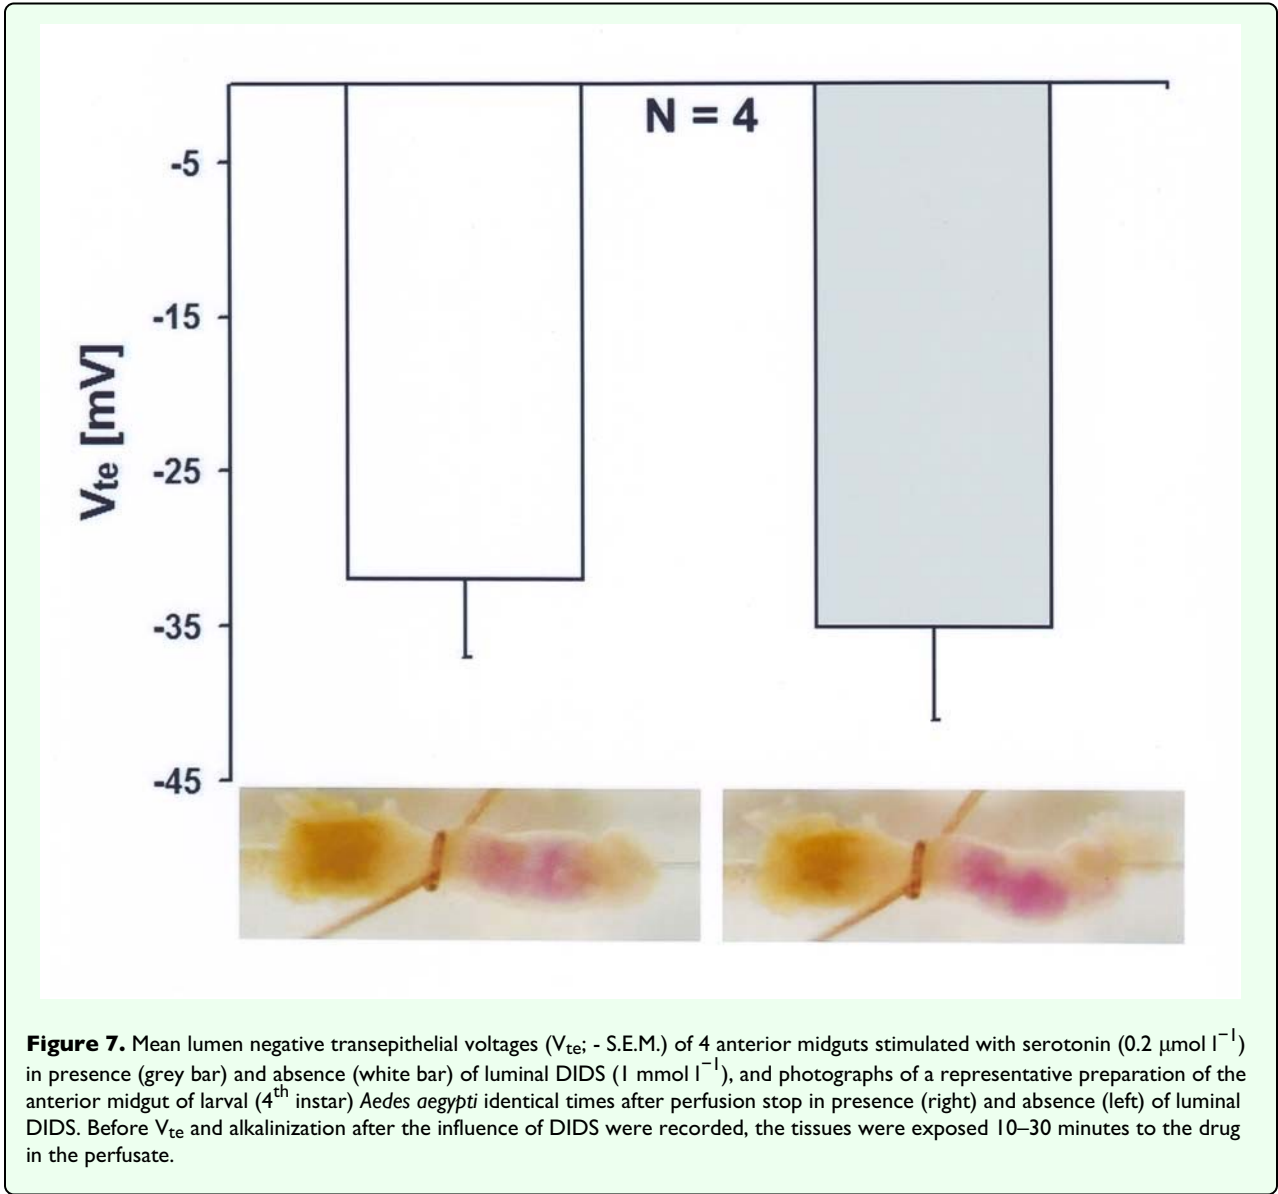 N = 4
-5
-15
-25
-35
-45
Vte [mV]
Figure 7. Mean lumen negative transepithelial voltages (Vte; - S.E.M.) of 4 anterior midguts stimulated with serotonin (0.2 μmol l−1)
in presence (grey bar) and absence (white bar) of luminal DIDS (1 mmol l−1), and photographs of a representative preparation of the
anterior midgut of larval (4th instar) Aedes aegypti identical times after perfusion stop in presence (right) and absence (left) of luminal
DIDS. Before Vte and alkalinization after the influence of DIDS were recorded, the tissues were exposed 10–30 minutes to the drug
in the perfusate.